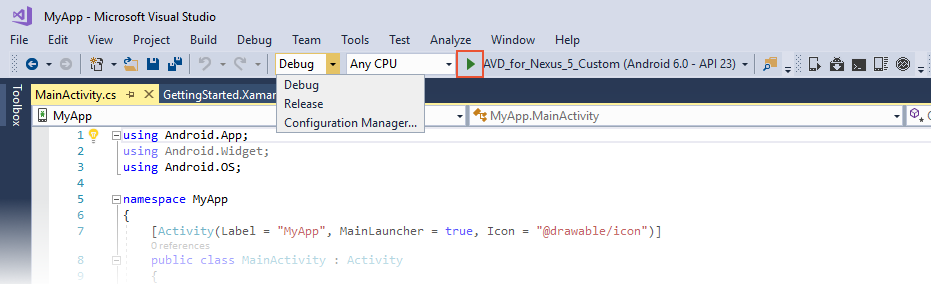 MyApp - Microsoft Visual Studio
File Edit View Project Build Debug Team Tools Test Analyze Window Help
Debug Any CPU AVD_for_Nexus_5_Custom (Android 6.0 - API 23)
Debug
Release
Configuration Manager...
Toolbox
MainActivity.cs GettingStarted.Xamar
MyApp MyApp.MainActivity
1 using Android.App;
2 using Android.Widget;
3 using Android.OS;
4
5 namespace MyApp
6 {
7 [Activity(Label = "MyApp", MainLauncher = true, Icon = "@drawable/icon")]
0 references
8 public class MainActivity : Activity
9 {